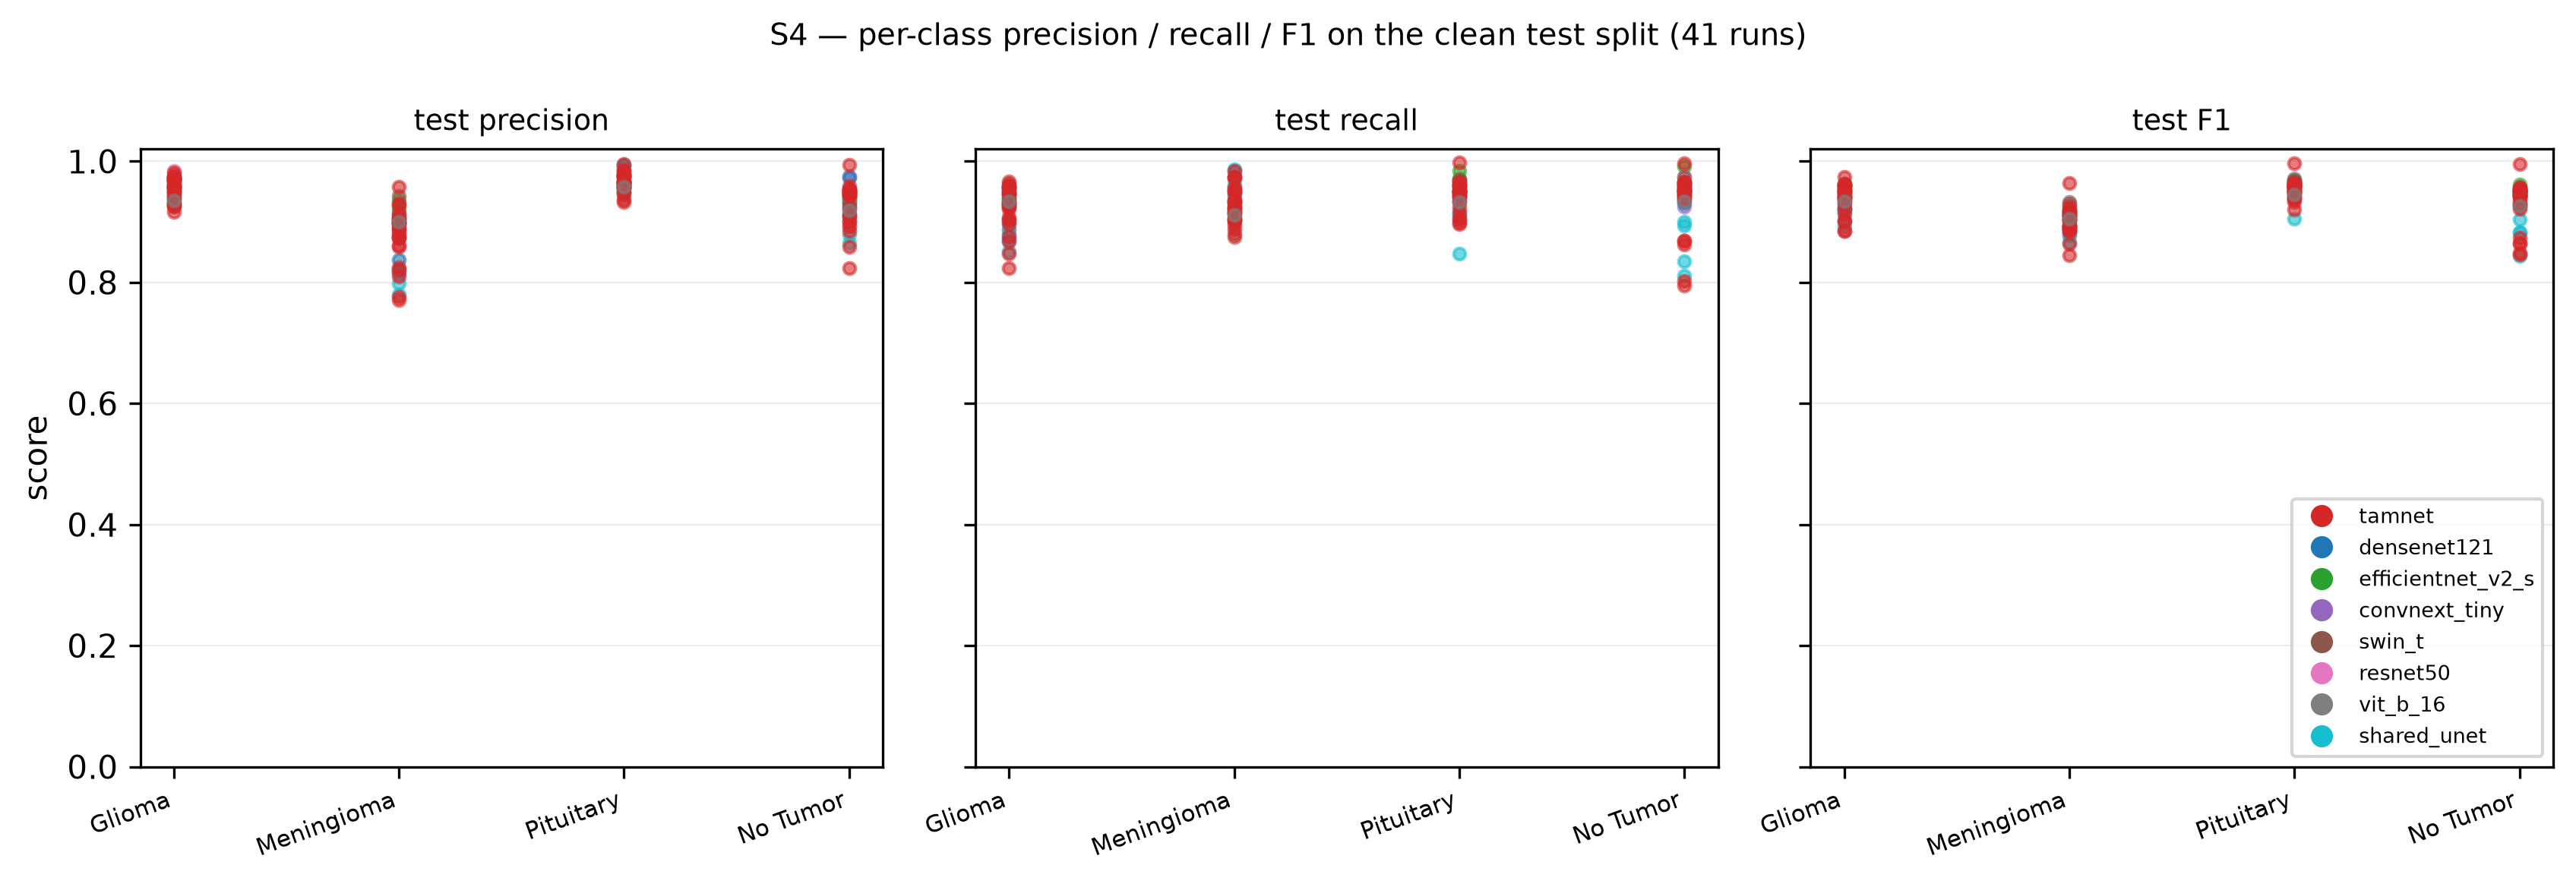 S4 — per-class precision / recall / F1 on the clean test split (41 runs)
test precision
test recall
test F1
score
1.0
0.8
0.6
0.4
0.2
0.0
Glioma
Meningioma
Pituitary
No Tumor
Glioma
Meningioma
Pituitary
No Tumor
Glioma
Meningioma
Pituitary
No Tumor
tamnet
densenet121
efficientnet_v2_s
convnext_tiny
swin_t
resnet50
vit_b_16
shared_unet